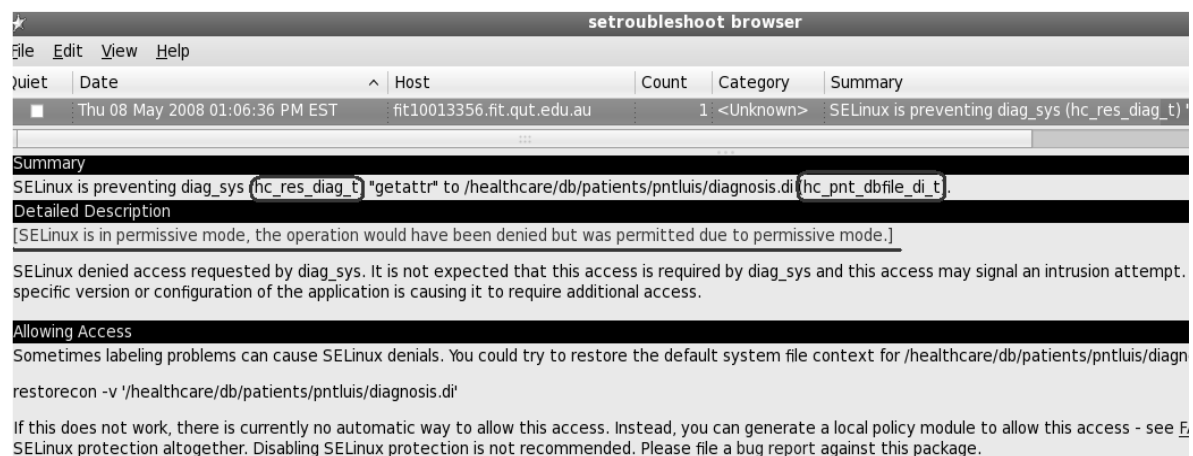 setroubleshoot browser
File Edit View Help
Quiet Date Host Count Category Summary
Thu 08 May 2008 01:06:36 PM EST fit10013356.fit.qut.edu.au 1 <Unknown> SELinux is preventing diag_sys (hc_res_diag_t) "
Summary
SELinux is preventing diag_sys (hc_res_diag_t) "getattr" to /healthcare/db/patients/pntluis/diagnosis.di (hc_pnt_dbfile_di_t).
Detailed Description
[SELinux is in permissive mode, the operation would have been denied but was permitted due to permissive mode.]
SELinux denied access requested by diag_sys. It is not expected that this access is required by diag_sys and this access may signal an intrusion attempt.
specific version or configuration of the application is causing it to require additional access.
Allowing Access
Sometimes labeling problems can cause SELinux denials. You could try to restore the default system file context for /healthcare/db/patients/pntluis/diagn
restorecon -v '/healthcare/db/patients/pntluis/diagnosis.di'
If this does not work, there is currently no automatic way to allow this access. Instead, you can generate a local policy module to allow this access - see
SELinux protection altogether. Disabling SELinux protection is not recommended. Please file a bug report against this package.